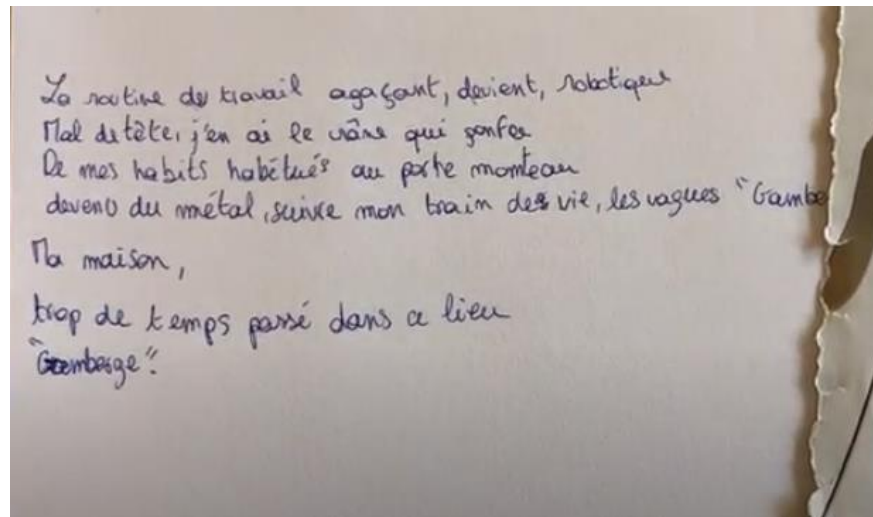 La routine du travail agaçant, devient, robotique
Mal de tête, j'en ai le crâne qui gonfle
De mes habits habitués au porte monteau
devenu du métal, suivre mon train de vie, les vagues "Gambe
Ma maison,
trop de temps passé dans ce lieu
"Gamberge".